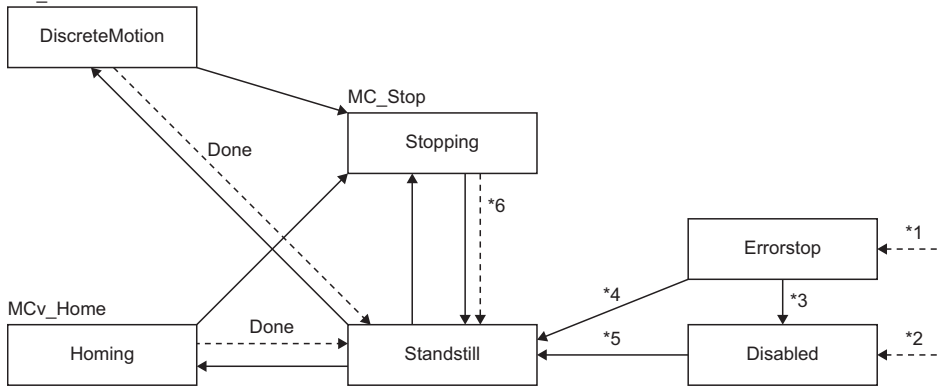 DiscreteMotion
MC_Stop
Stopping
Done
*6
Errorstop
*1
*4
*3
MCv_Home
Homing
Done
Standstill
*5
Disabled
*2